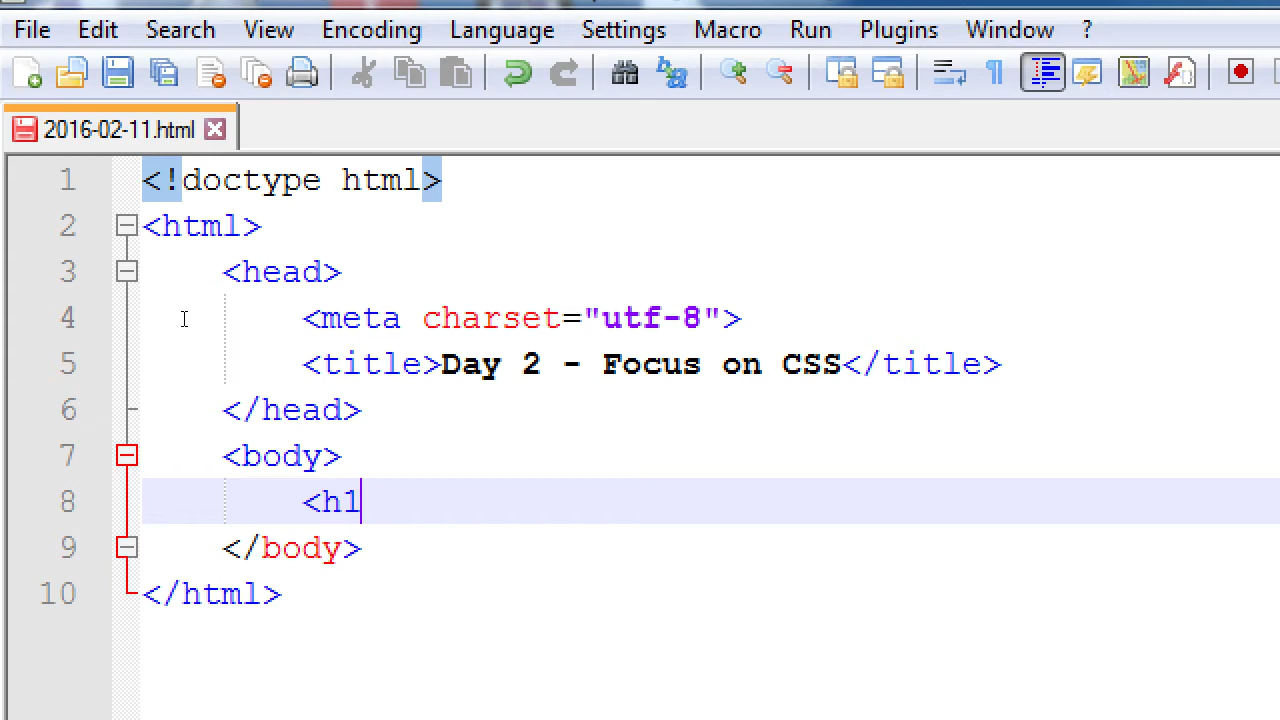 File Edit Search View Encoding Language Settings Macro Run Plugins Window ?
2016-02-11.html
1 <!doctype html>
2 <html>
3 <head>
4 <meta charset="utf-8">
5 <title>Day 2 - Focus on CSS</title>
6 </head>
7 <body>
8 <h1
9 </body>
10 </html>